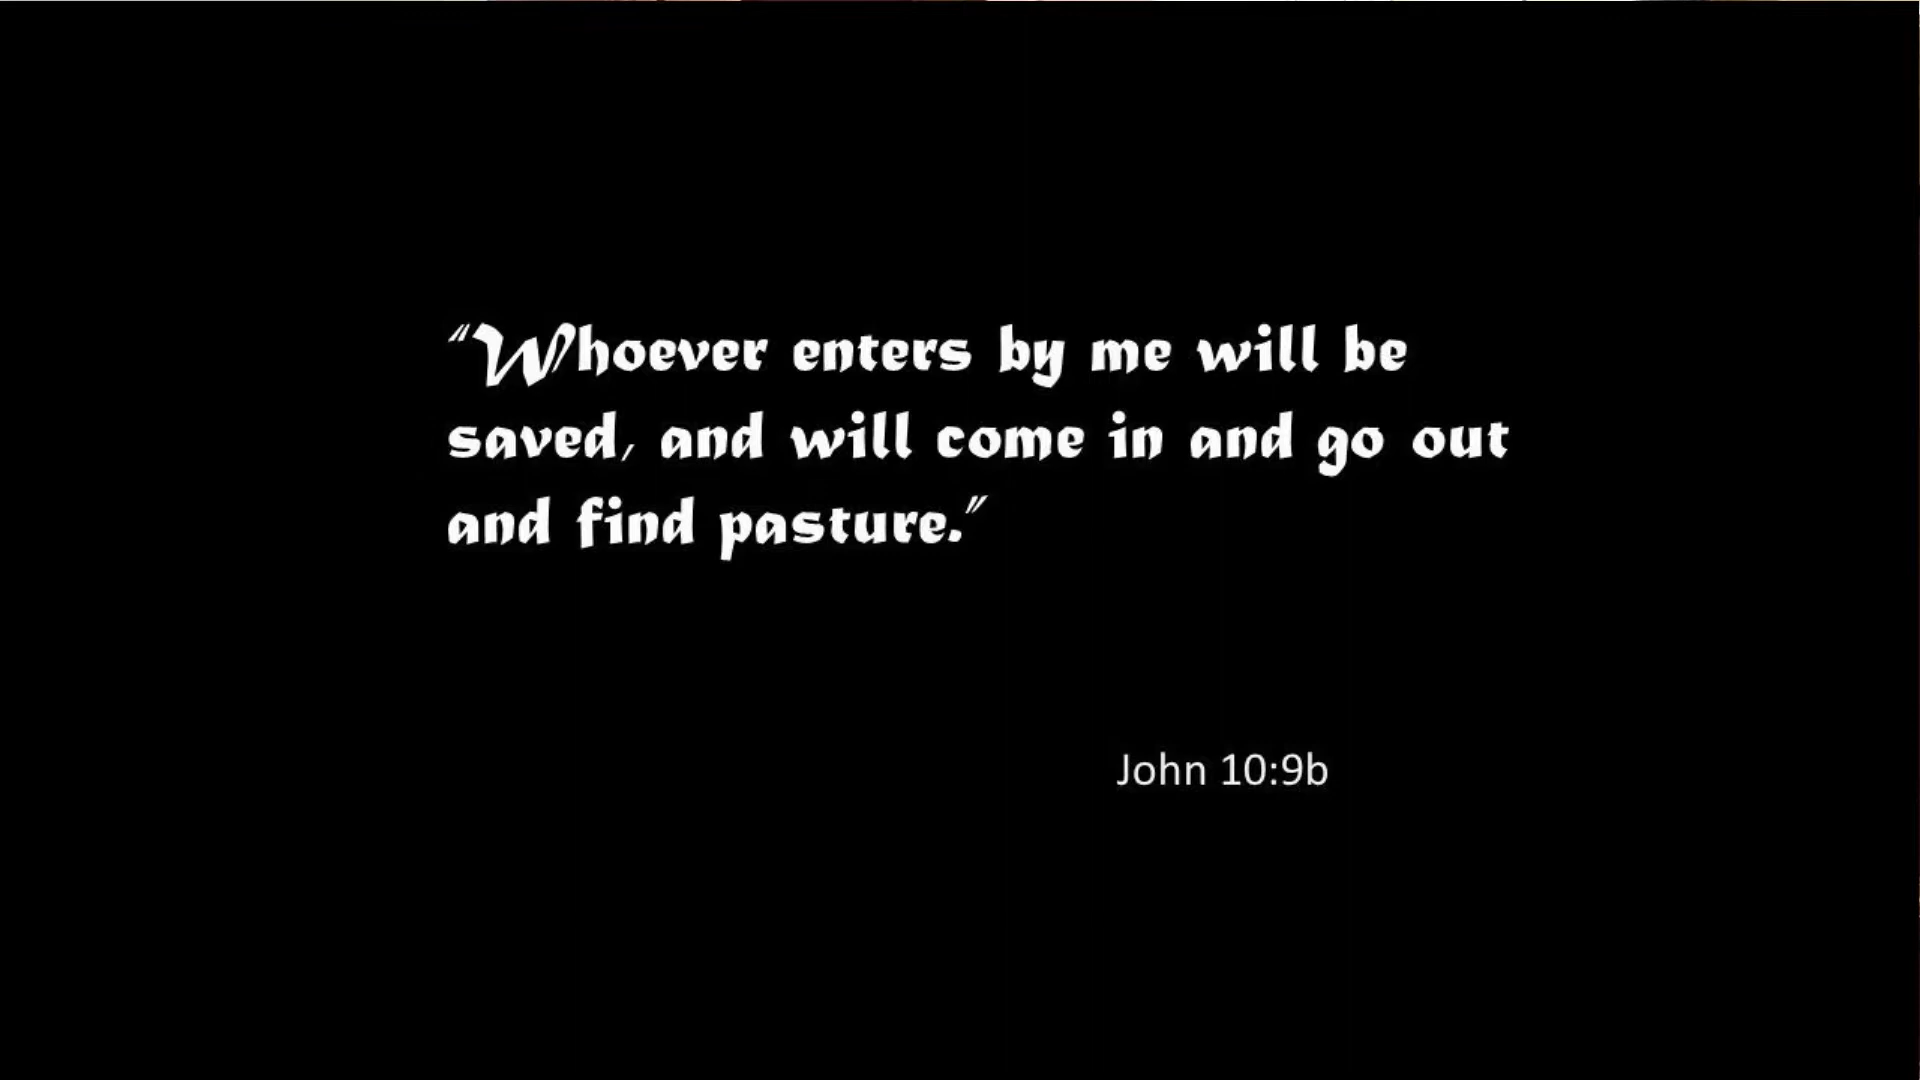 “Whoever enters by me will be
saved, and will come in and go out
and find pasture.”
John 10:9b